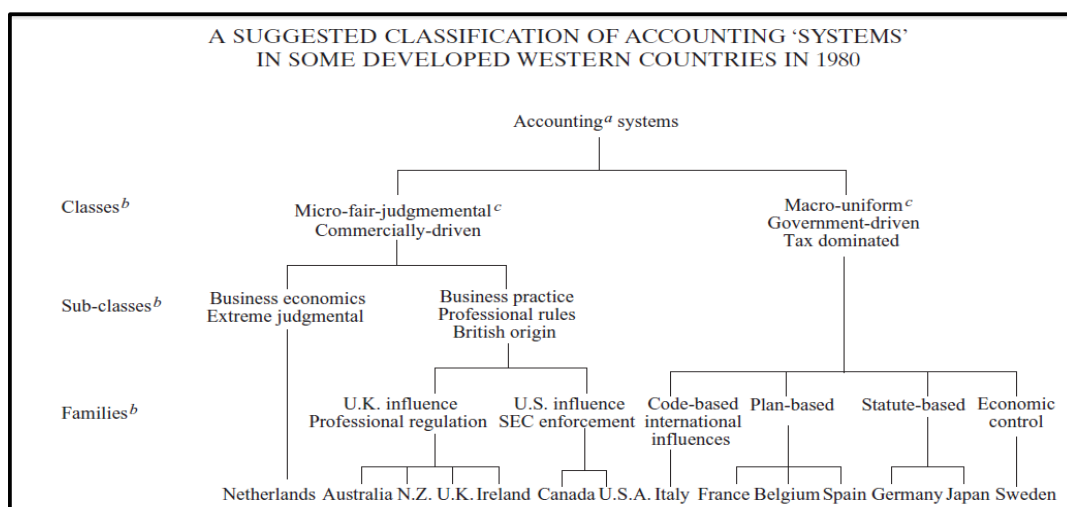 A SUGGESTED CLASSIFICATION OF ACCOUNTING ‘SYSTEMS’
IN SOME DEVELOPED WESTERN COUNTRIES IN 1980
Accountingᵃ systems
Classesᵇ
Micro-fair-judgmementalᶜ
Commercially-driven
Macro-uniformᶜ
Government-driven
Tax dominated
Sub-classesᵇ
Business economics
Extreme judgmental
Business practice
Professional rules
British origin
Familiesᵇ
U.K. influence
Professional regulation
U.S. influence
SEC enforcement
Code-based
international
influences
Plan-based
Statute-based
Economic
control
Netherlands Australia N.Z. U.K. Ireland Canada U.S.A. Italy France Belgium Spain Germany Japan Sweden